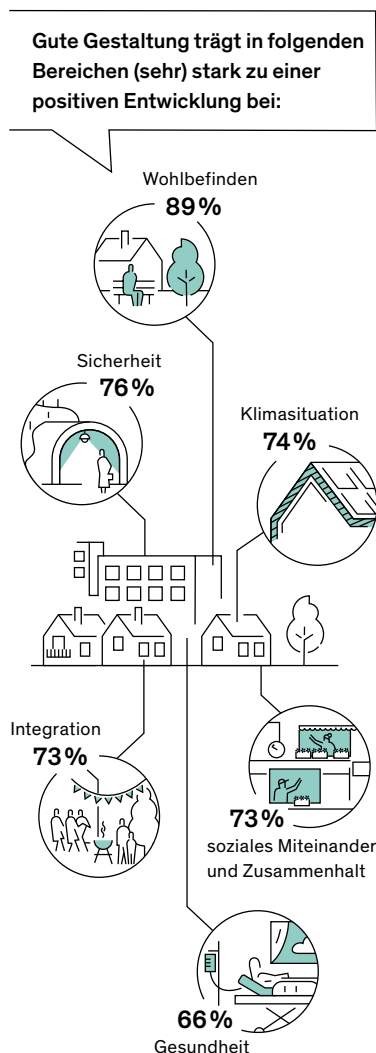 Gute Gestaltung trägt in folgenden
Bereichen (sehr) stark zu einer
positiven Entwicklung bei:
Wohlbefinden
89 %
Sicherheit
76 %
Klimasituation
74 %
Integration
73 %
73 %
soziales Miteinander
und Zusammenhalt
66 %
Gesundheit